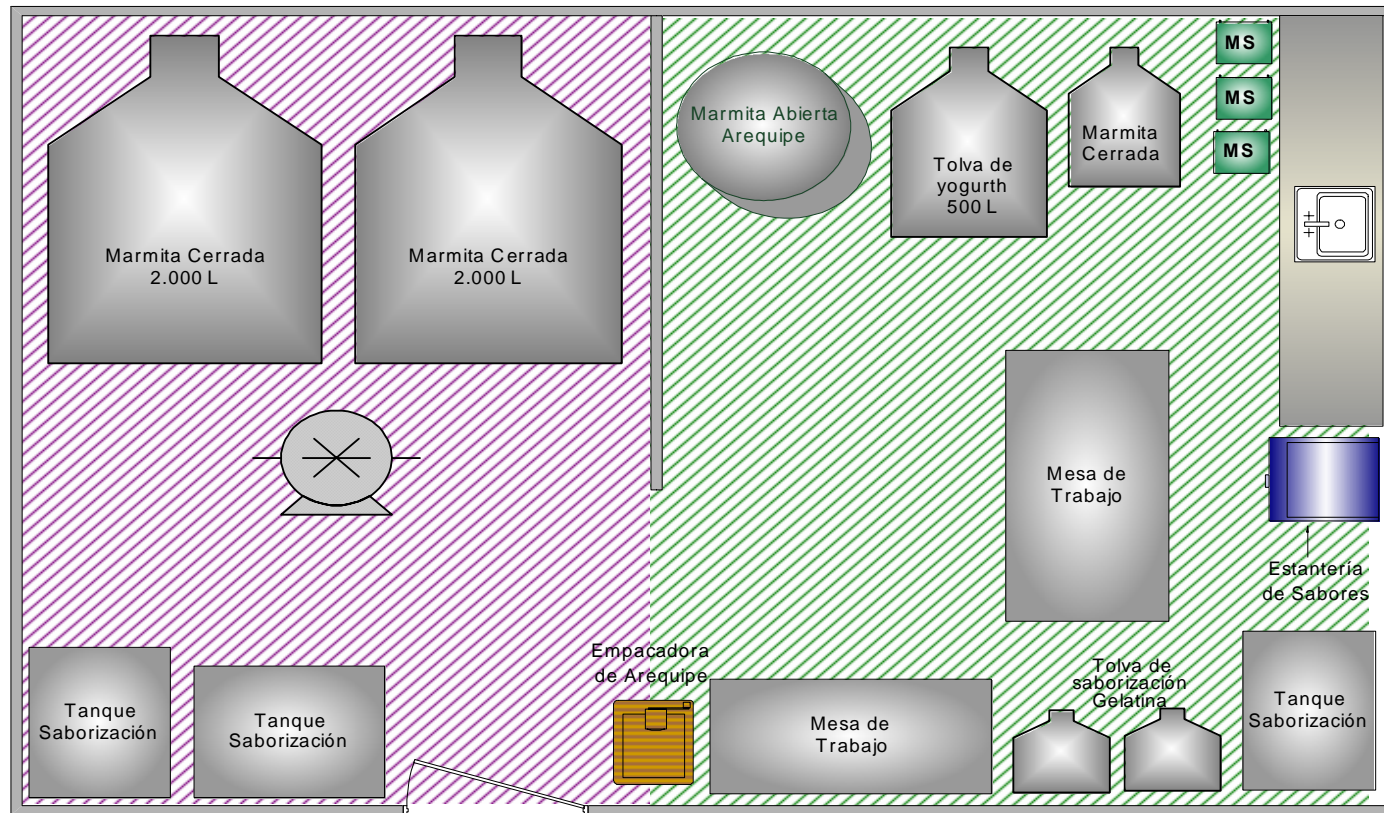 MS
MS
MS
Marmita Abierta
Arequipe
Marmita
Cerrada
Tolva de
yogurth
500 L
Marmita Cerrada
2.000 L
Marmita Cerrada
2.000 L
Mesa de
Trabajo
Estantería
de Sabores
Empacadora
de Arequipe
Tolva de
saborización
Gelatina
Tanque
Saborización
Tanque
Saborización
Mesa de
Trabajo
Tanque
Saborización